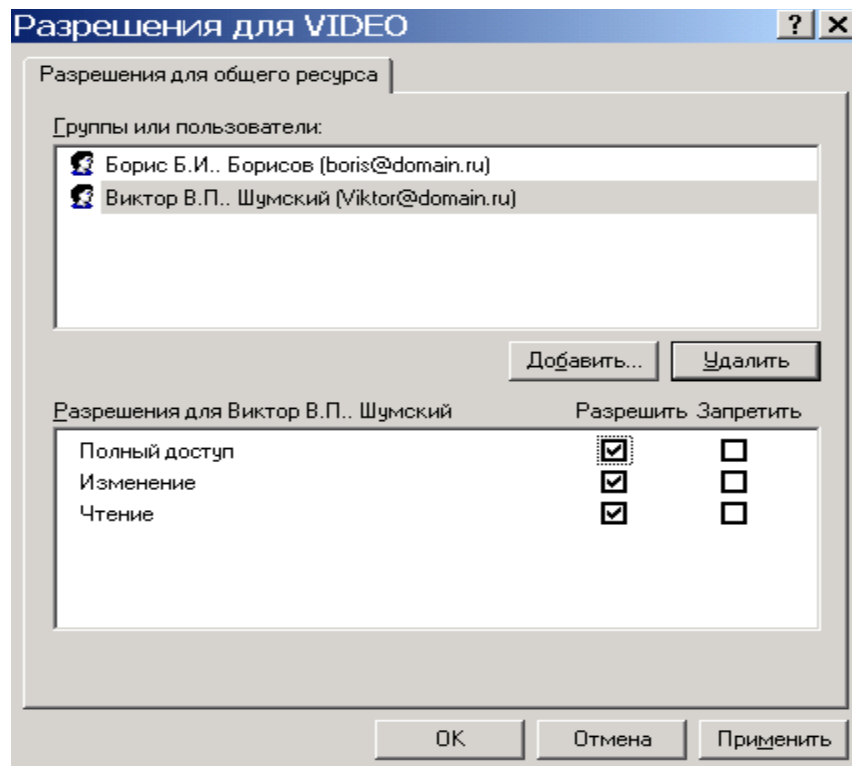 Разрешения для VIDEO
Разрешения для общего ресурса
Группы или пользователи:
Борис Б.И.. Борисов (boris@domain.ru)
Виктор В.П.. Шумский (Viktor@domain.ru)
Добавить... Удалить
Разрешения для Виктор В.П.. Шумский Разрешить Запретить
Полный доступ
Изменение
Чтение
OK Отмена Применить